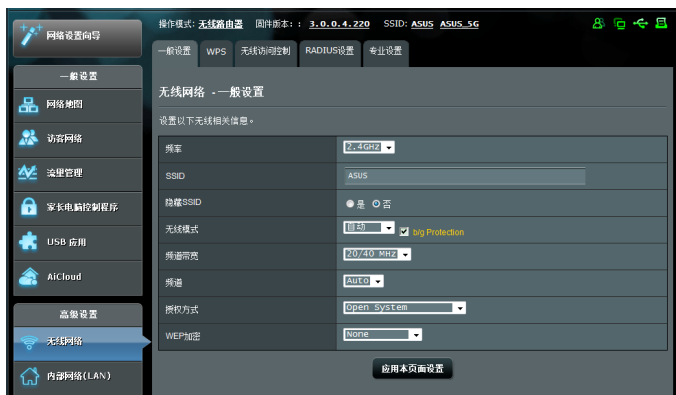 操作模式: 无线路由器 固件版本: : 3.0.0.4.220 SSID: ASUS ASUS_5G
网络设置向导
一般设置 WPS 无线访问控制 RADIUS设置 专业设置
一般设置
网络地图
访客网络
流量管理
家长电脑控制程序
USB 应用
AiCloud
高级设置
无线网络
内部网络(LAN)
无线网络 - 一般设置
设置以下无线相关信息。
频率 2.4GHz
SSID ASUS
隐藏SSID 是 否
无线模式 自动 b/g Protection
频道带宽 20/40 MHz
频道 Auto
授权方式 Open System
WEP加密 None
应用本页面设置